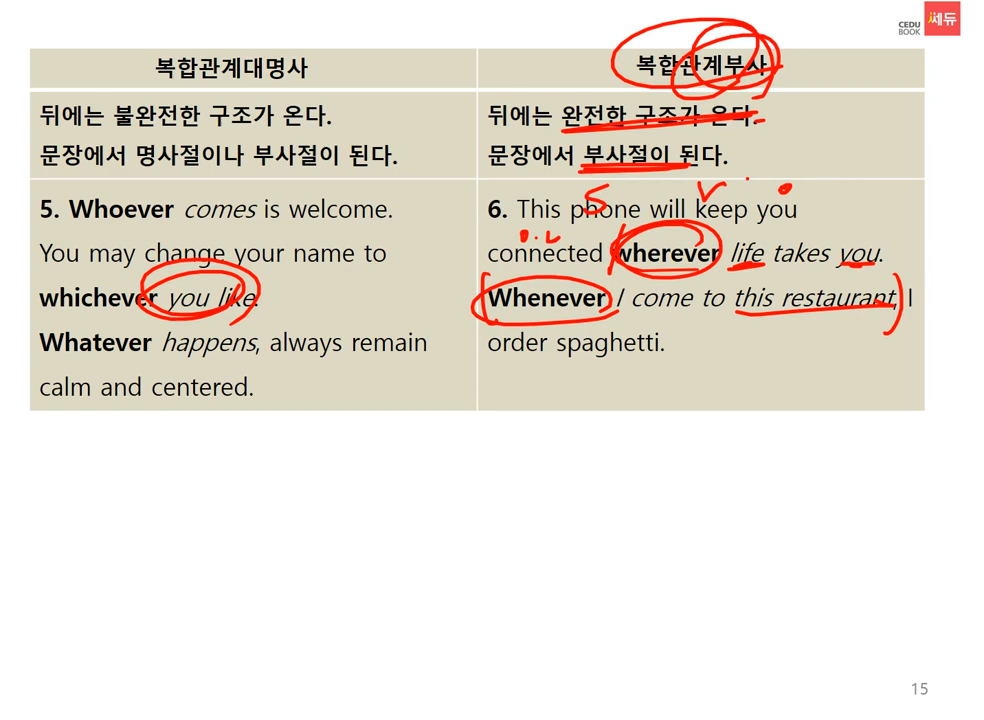 CEDU
BOOK
쎄듀
복합관계대명사
복합관계부사
뒤에는 불완전한 구조가 온다.
문장에서 명사절이나 부사절이 된다.
뒤에는 완전한 구조가 온다.
문장에서 부사절이 된다.
5. Whoever comes is welcome.
You may change your name to
whichever you like.
Whatever happens, always remain
calm and centered.
S V o
6. This phone will keep you
o.c
connected wherever life takes you.
Whenever I come to this restaurant, I
order spaghetti.
15